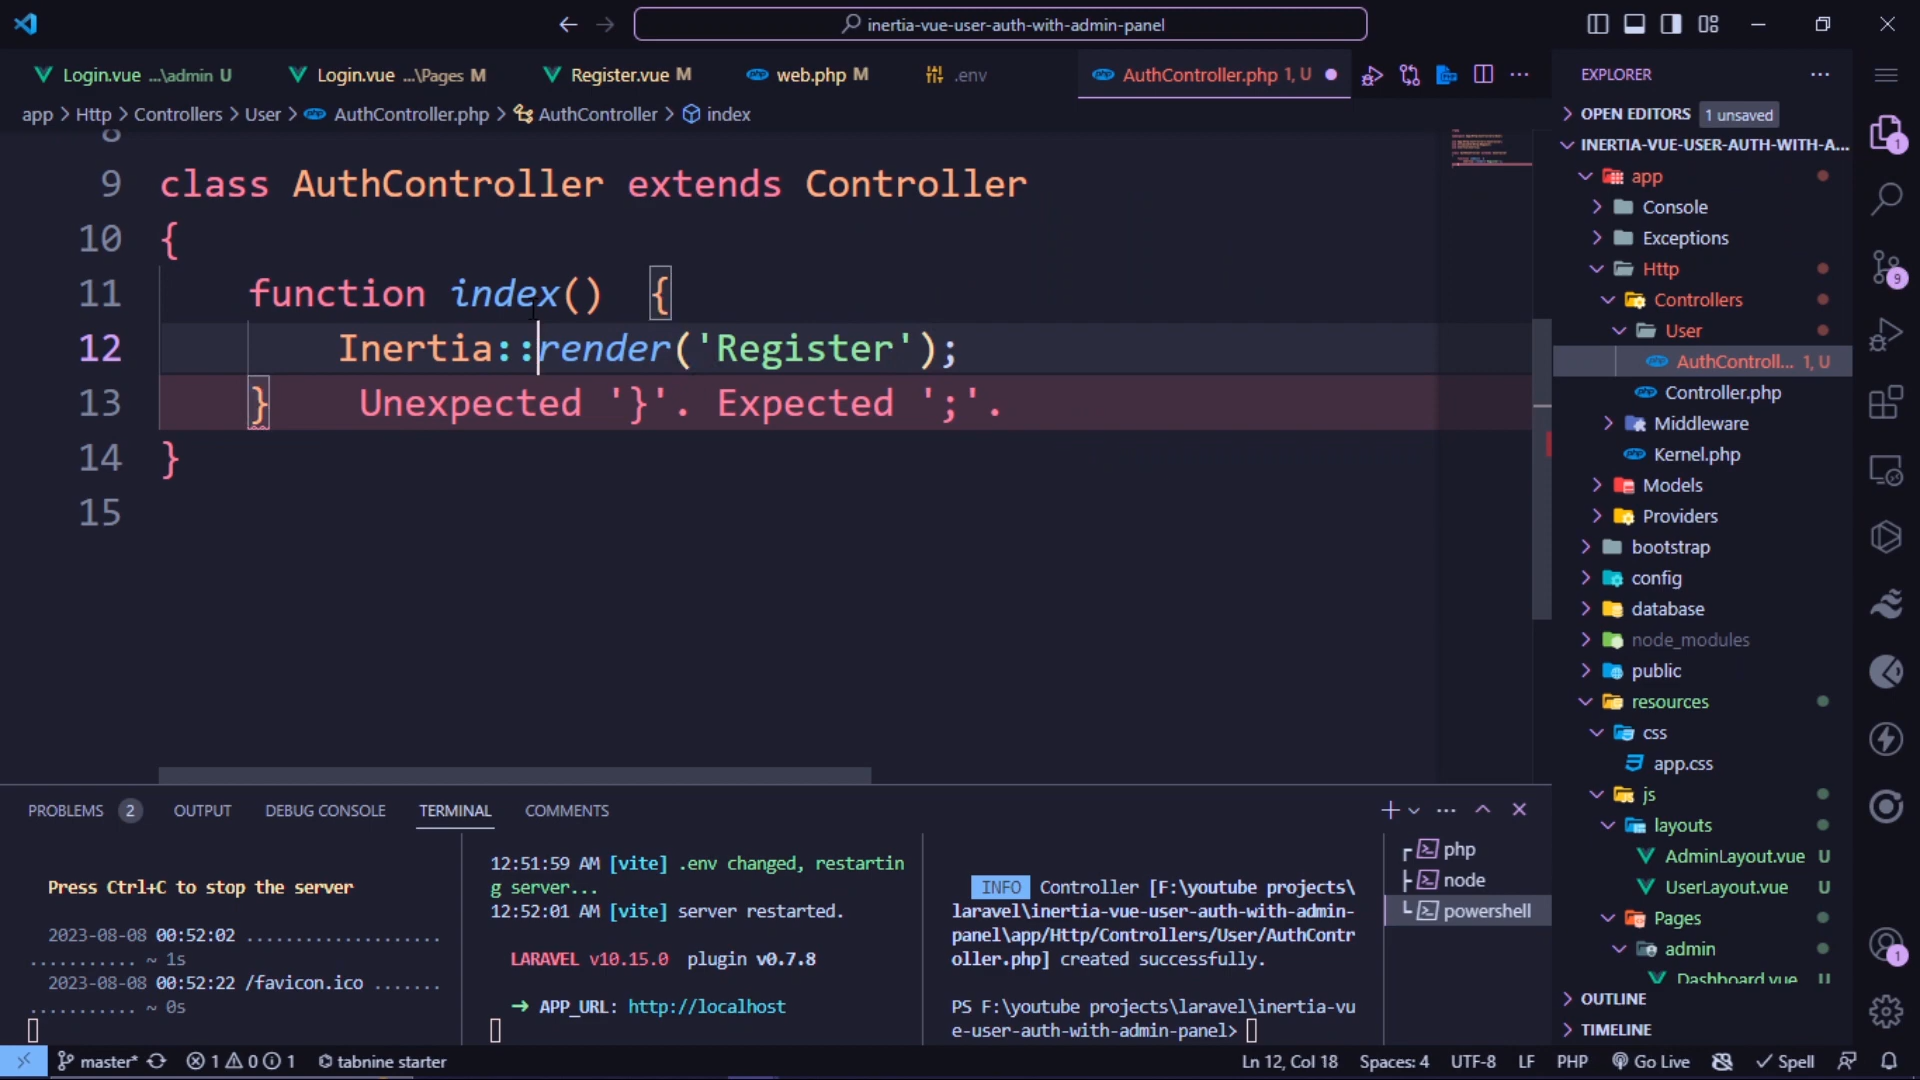 inertia-vue-user-auth-with-admin-panel
Login.vue ...\admin U
Login.vue ...\Pages M
Register.vue M
web.php M
.env
AuthController.php 1, U
app > Http > Controllers > User > AuthController.php > AuthController > index
8
9 class AuthController extends Controller
10 {
11 function index() {
12 Inertia::render('Register');
13 } Unexpected '}'. Expected ';'.
14 }
15
EXPLORER
OPEN EDITORS 1 unsaved
INERTIA-VUE-USER-AUTH-WITH-A...
app
Console
Exceptions
Http
Controllers
User
AuthControll... 1, U
Controller.php
Middleware
Kernel.php
Models
Providers
bootstrap
config
database
node_modules
public
resources
css
app.css
js
layouts
AdminLayout.vue U
UserLayout.vue U
Pages
admin
Dashboard.vue U
OUTLINE
TIMELINE
1
9
1
PROBLEMS 2
OUTPUT
DEBUG CONSOLE
TERMINAL
COMMENTS
Press Ctrl+C to stop the server
2023-08-08 00:52:02 ....................
........... ~ 1s
2023-08-08 00:52:22 /favicon.ico .......
........... ~ 0s
12:51:59 AM [vite] .env changed, restartin
g server...
12:52:01 AM [vite] server restarted.
LARAVEL v10.15.0 plugin v0.7.8
➜ APP_URL: http://localhost
INFO Controller [F:\youtube projects\
laravel\inertia-vue-user-auth-with-admin-
panel\app/Http/Controllers/User/AuthContr
oller.php] created successfully.
PS F:\youtube projects\laravel\inertia-vu
e-user-auth-with-admin-panel>
php
node
powershell
master*
1 0 1
tabnine starter
Ln 12, Col 18
Spaces: 4
UTF-8
LF
PHP
Go Live
Spell